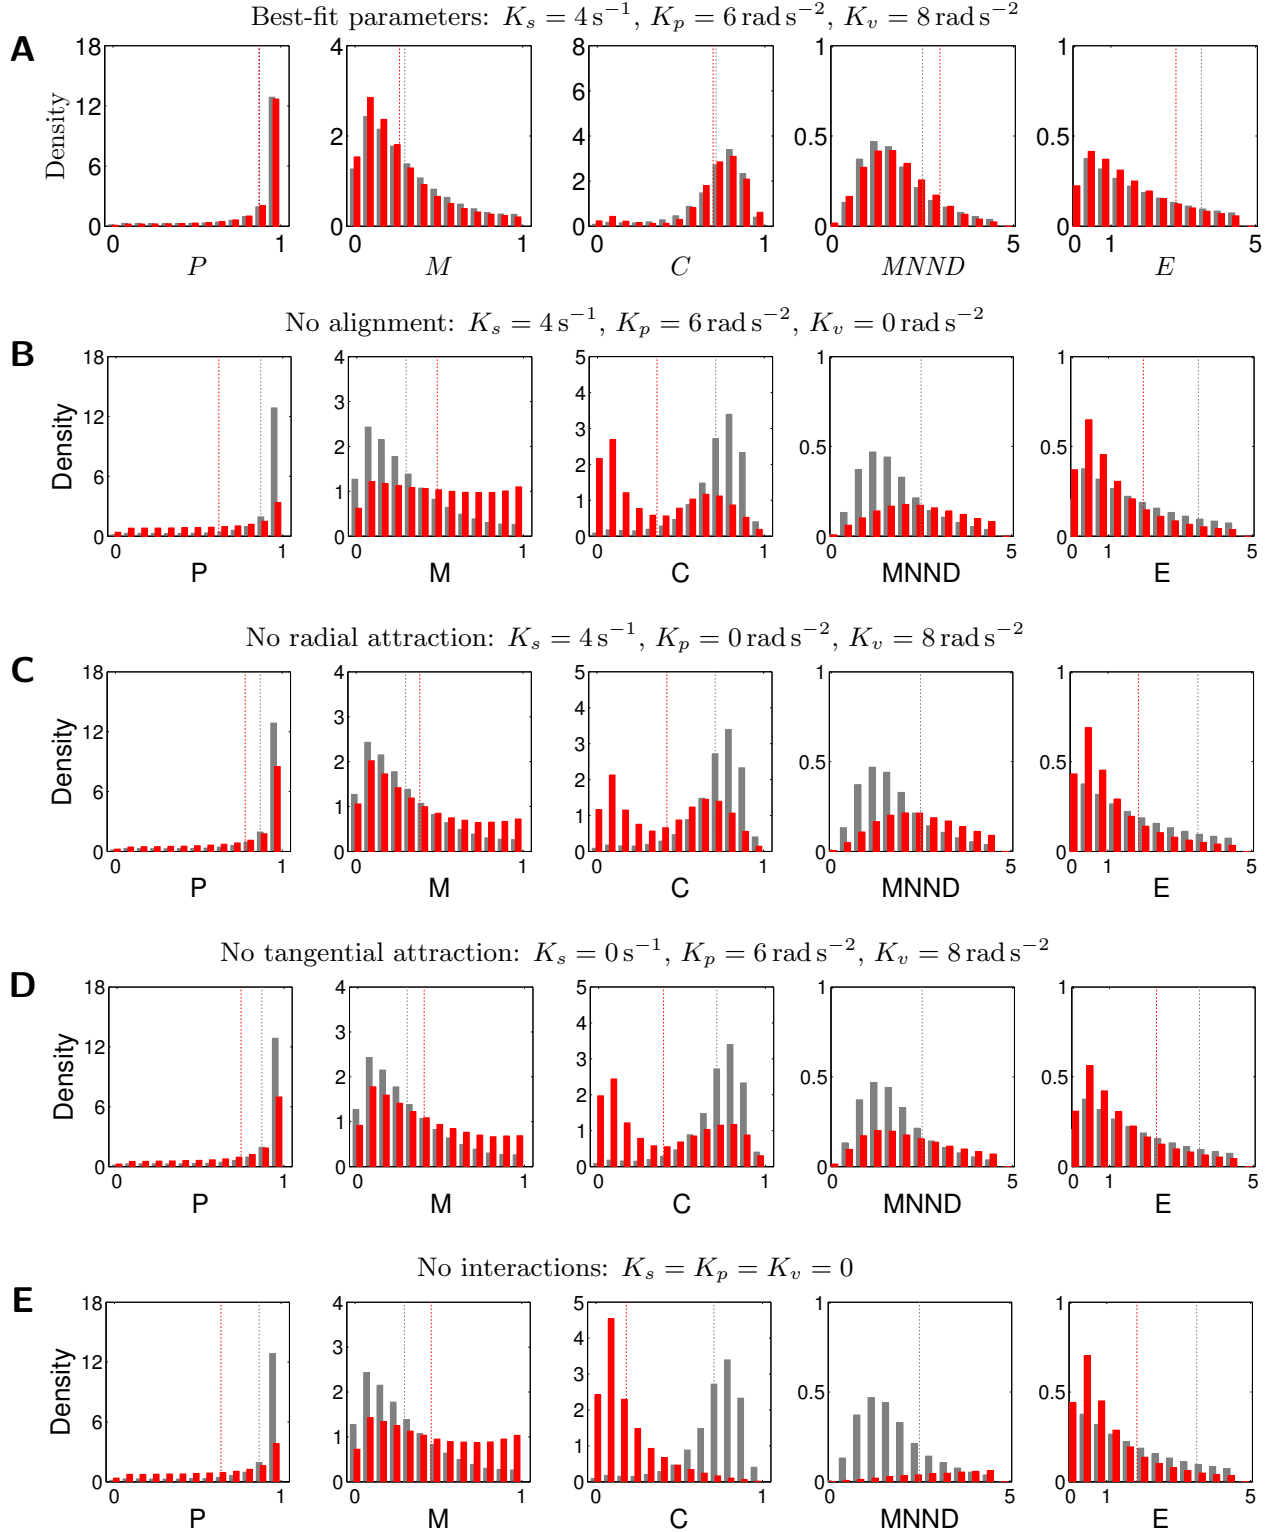 Best-fit parameters: K_s = 4 s⁻¹, K_p = 6 rad s⁻², K_v = 8 rad s⁻²
A
Density
18 12 6 0
4 3 2 1 0
8 7 6 5 4 3 2 1 0
1 0.5 0
1 0.5 0
0 1
0 1
0 1
0 5
0 1 5
P M C MNND E
No alignment: K_s = 4 s⁻¹, K_p = 6 rad s⁻², K_v = 0 rad s⁻²
B
Density
18 12 6 0
4 3 2 1 0
5 4 3 2 1 0
1 0.5 0
1 0.5 0
0 1
0 1
0 1
0 5
0 1 5
P M C MNND E
No radial attraction: K_s = 4 s⁻¹, K_p = 0 rad s⁻², K_v = 8 rad s⁻²
C
Density
18 12 6 0
4 3 2 1 0
5 4 3 2 1 0
1 0.5 0
1 0.5 0
0 1
0 1
0 1
0 5
0 1 5
P M C MNND E
No tangential attraction: K_s = 0 s⁻¹, K_p = 6 rad s⁻², K_v = 8 rad s⁻²
D
Density
18 12 6 0
4 3 2 1 0
5 4 3 2 1 0
1 0.5 0
1 0.5 0
0 1
0 1
0 1
0 5
0 1 5
P M C MNND E
No interactions: K_s = K_p = K_v = 0
E
Density
18 12 6 0
4 3 2 1 0
5 4 3 2 1 0
1 0.5 0
1 0.5 0
0 1
0 1
0 1
0 5
0 1 5
P M C MNND E